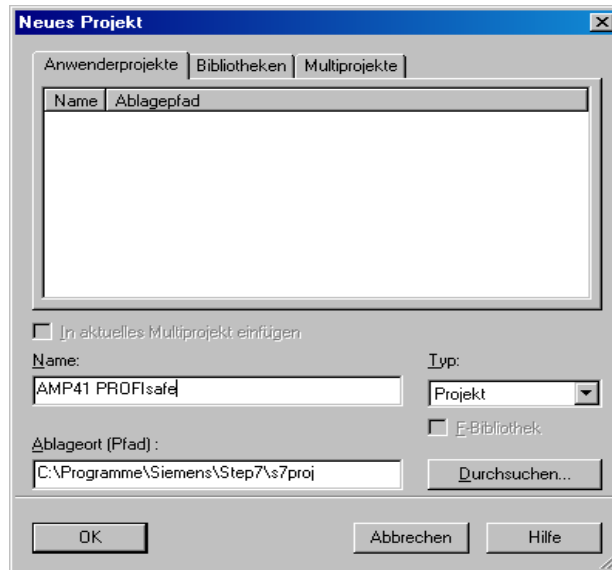 Neues Projekt
Anwenderprojekte Bibliotheken Multiprojekte
Name Ablagepfad
In aktuelles Multiprojekt einfügen
Name:
Typ:
AMP41 PROFIsafe
Projekt
F-Bibliothek
Ablageort (Pfad) :
C:\Programme\Siemens\Step7\s7proj
Durchsuchen...
OK Abbrechen Hilfe